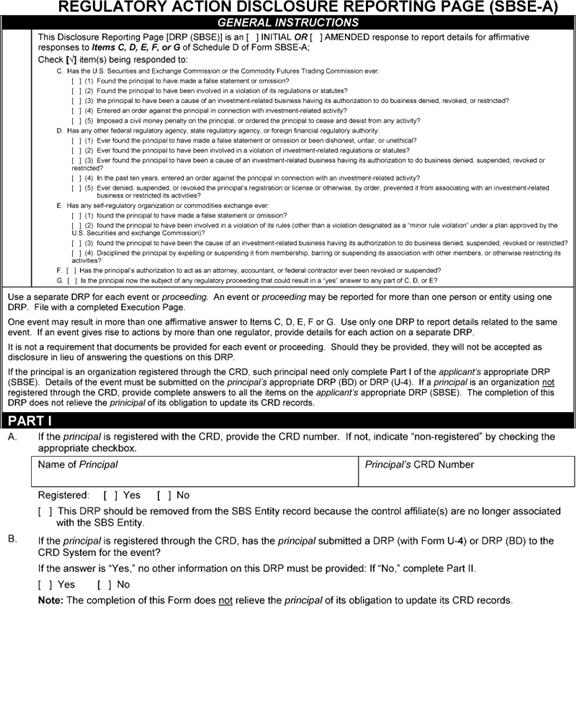 REGULATORY ACTION DISCLOSURE REPORTING PAGE (SBSE-A)
GENERAL INSTRUCTIONS
This Disclosure Reporting Page [DRP (SBSE)] is an [ ] INITIAL OR [ ] AMENDED response to report details for affirmative
responses to Items C, D, E, F, or G of Schedule D of Form SBSE-A;
Check [√] item(s) being responded to:
C. Has the U.S. Securities and Exchange Commission or the Commodity Futures Trading Commission ever:
[ ] (1) Found the principal to have made a false statement or omission?
[ ] (2) Found the principal to have been involved in a violation of its regulations or statutes?
[ ] (3) the principal to have been a cause of an investment-related business having its authorization to do business denied, revoked, or restricted?
[ ] (4) Entered an order against the principal in connection with investment-related activity?
[ ] (5) Imposed a civil money penalty on the principal, or ordered the principal to cease and desist from any activity?
D. Has any other federal regulatory agency, state regulatory agency, or foreign financial regulatory authority:
[ ] (1) Ever found the principal to have made a false statement or omission or been dishonest, unfair, or unethical?
[ ] (2) Ever found the principal to have been involved in a violation of investment-related regulations or statutes?
[ ] (3) Ever found the principal to have been a cause of an investment-related business having its authorization to do business denied, suspended, revoked or
restricted?
[ ] (4) In the past ten years, entered an order against the principal in connection with an investment-related activity?
[ ] (5) Ever denied, suspended, or revoked the principal's registration or license or otherwise, by order, prevented it from associating with an investment-related
business or restricted its activities?
E. Has any self-regulatory organization or commodities exchange ever:
[ ] (1) found the principal to have made a false statement or omission?
[ ] (2) found the principal to have been involved in a violation of its rules (other than a violation designated as a "minor rule violation" under a plan approved by the
U.S. Securities and exchange Commission)?
[ ] (3) found the principal to have been the cause of an investment-related business having its authorization to do business denied, suspended, revoked or restricted?
[ ] (4) Disciplined the principal by expelling or suspending it from membership, barring or suspending its association with other members, or otherwise restricting its
activities?
F. [ ] Has the principal's authorization to act as an attorney, accountant, or federal contractor ever been revoked or suspended?
G. [ ] Is the principal now the subject of any regulatory proceeding that could result in a "yes" answer to any part of C, D, or E?
Use a separate DRP for each event or proceeding. An event or proceeding may be reported for more than one person or entity using one
DRP. File with a completed Execution Page.
One event may result in more than one affirmative answer to Items C, D, E, F or G. Use only one DRP to report details related to the same
event. If an event gives rise to actions by more than one regulator, provide details for each action on a separate DRP.
It is not a requirement that documents be provided for each event or proceeding. Should they be provided, they will not be accepted as
disclosure in lieu of answering the questions on this DRP.
If the principal is an organization registered through the CRD, such principal need only complete Part I of the applicant's appropriate DRP
(SBSE). Details of the event must be submitted on the principal's appropriate DRP (BD) or DRP (U-4). If a principal is an organization not
registered through the CRD, provide complete answers to all the items on the applicant's appropriate DRP (SBSE). The completion of this
DRP does not relieve the principal of its obligation to update its CRD records.
PART I
A. If the principal is registered with the CRD, provide the CRD number. If not, indicate "non-registered" by checking the
appropriate checkbox.
Name of Principal Principal's CRD Number
Registered: [ ] Yes [ ] No
[ ] This DRP should be removed from the SBS Entity record because the control affiliate(s) are no longer associated
with the SBS Entity.
B. If the principal is registered through the CRD, has the principal submitted a DRP (with Form U-4) or DRP (BD) to the
CRD System for the event?
If the answer is "Yes," no other information on this DRP must be provided: If "No," complete Part II.
[ ] Yes [ ] No
Note: The completion of this Form does not relieve the principal of its obligation to update its CRD records.